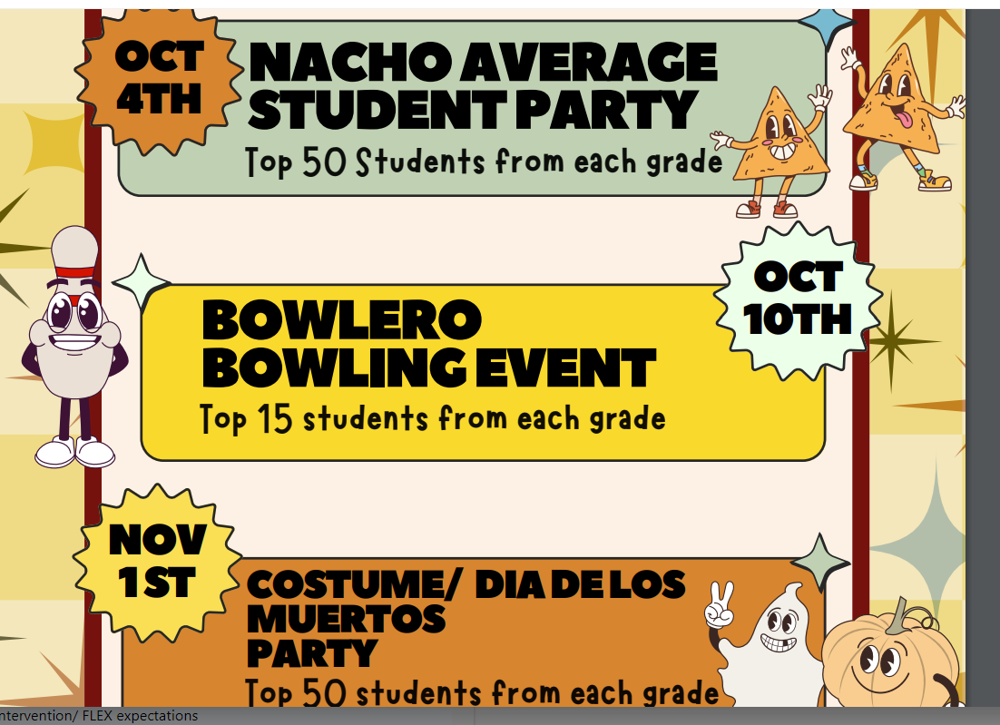 OCT
4TH
NACHO AVERAGE
STUDENT PARTY
Top 50 Students from each grade
OCT
10TH
BOWLERO
BOWLING EVENT
Top 15 students from each grade
NOV
1ST
COSTUME/ DIA DE LOS
MUERTOS
PARTY
Top 50 students from each grade
ntervention/ FLEX expectations